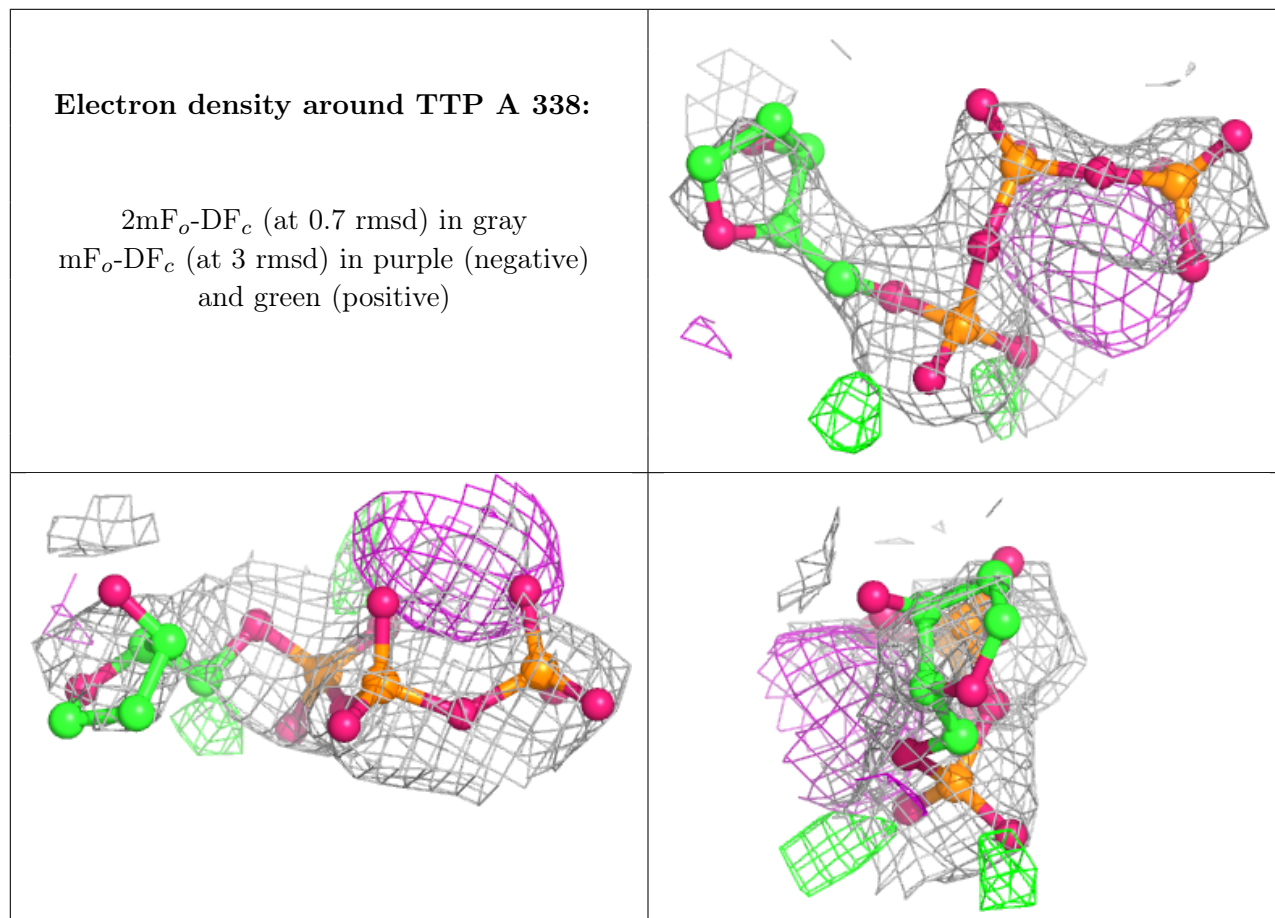 Electron density around TTP A 338:
2mFo-DFc (at 0.7 rmsd) in gray
mFo-DFc (at 3 rmsd) in purple (negative)
and green (positive)